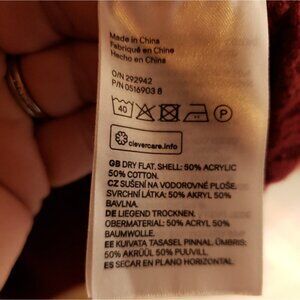 Made in China
Fabriqué en Chine
Hecho en China
O/N 292942
P/N 0516903 8
40
P
clevercare.info
GB DRY FLAT. SHELL: 50% ACRYLIC
50% COTTON.
CZ SUŠENÍ NA VODOROVNÉ PLOŠE.
SVRCHNÍ LÁTKA: 50% AKRYL 50%
BAVLNA.
DE LIEGEND TROCKNEN.
OBERMATERIAL: 50% ACRYL 50%
BAUMWOLLE.
EE KUIVATA TASASEL PINNAL. ÜMBRIS:
50% AKRÜÜL 50% PUUVILL.
ES SECAR EN PLANO HORIZONTAL.